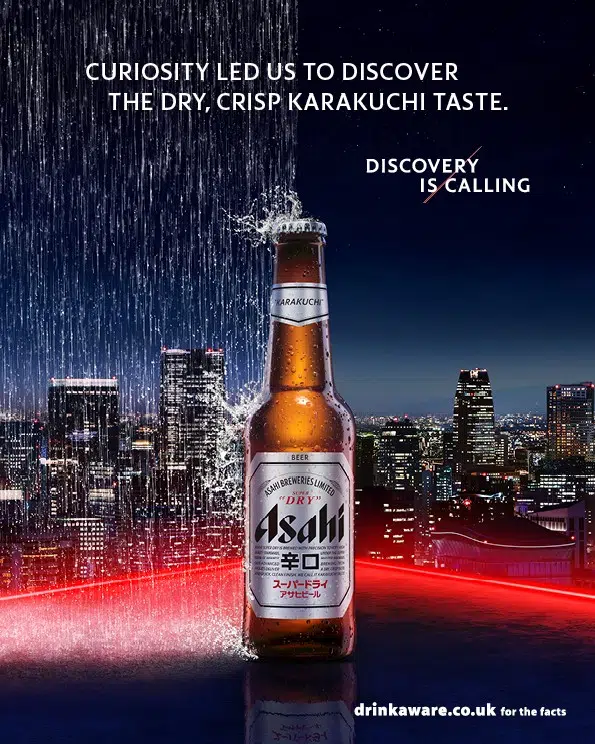 CURIOSITY LED US TO DISCOVER
THE DRY, CRISP KARAKUCHI TASTE.
DISCOVERY
IS CALLING
"KARAKUCHI"
BEER
ASAHI BREWERIES LIMITED
SUPER
"DRY"
Asahi
辛口
スーパードライ
アサヒビール
drinkaware.co.uk for the facts